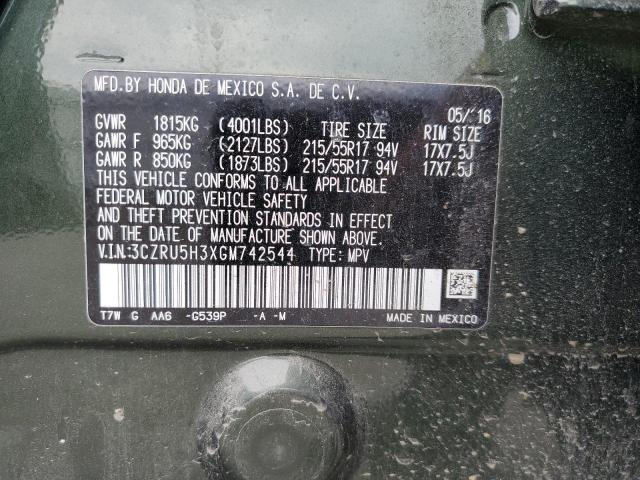 MFD.BY HONDA DE MEXICO S.A. DE C.V.
05/'16
GVWR 1815KG (4001LBS) TIRE SIZE RIM SIZE
GAWR F 965KG (2127LBS) 215/55R17 94V 17X7.5J
GAWR R 850KG (1873LBS) 215/55R17 94V 17X7.5J
THIS VEHICLE CONFORMS TO ALL APPLICABLE
FEDERAL MOTOR VEHICLE SAFETY
AND THEFT PREVENTION STANDARDS IN EFFECT
ON THE DATE OF MANUFACTURE SHOWN ABOVE.
V.IN:3CZRU5H3XGM742544 TYPE: MPV
T7W G AA6 -G539P -A -M MADE IN MEXICO